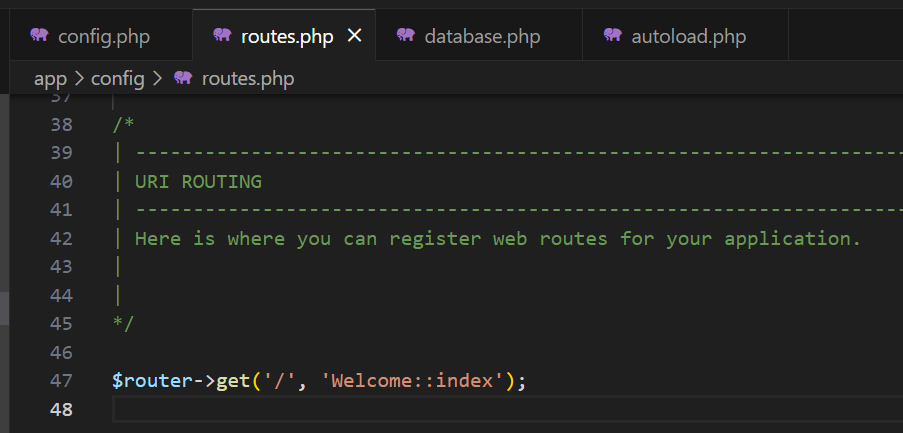 config.php routes.php database.php autoload.php
app config routes.php
37
38 /*
39 | -----------------------------------------------------------------
40 | URI ROUTING
41 | -----------------------------------------------------------------
42 | Here is where you can register web routes for your application.
43 |
44 |
45 */
46
47 $router->get('/', 'Welcome::index');
48